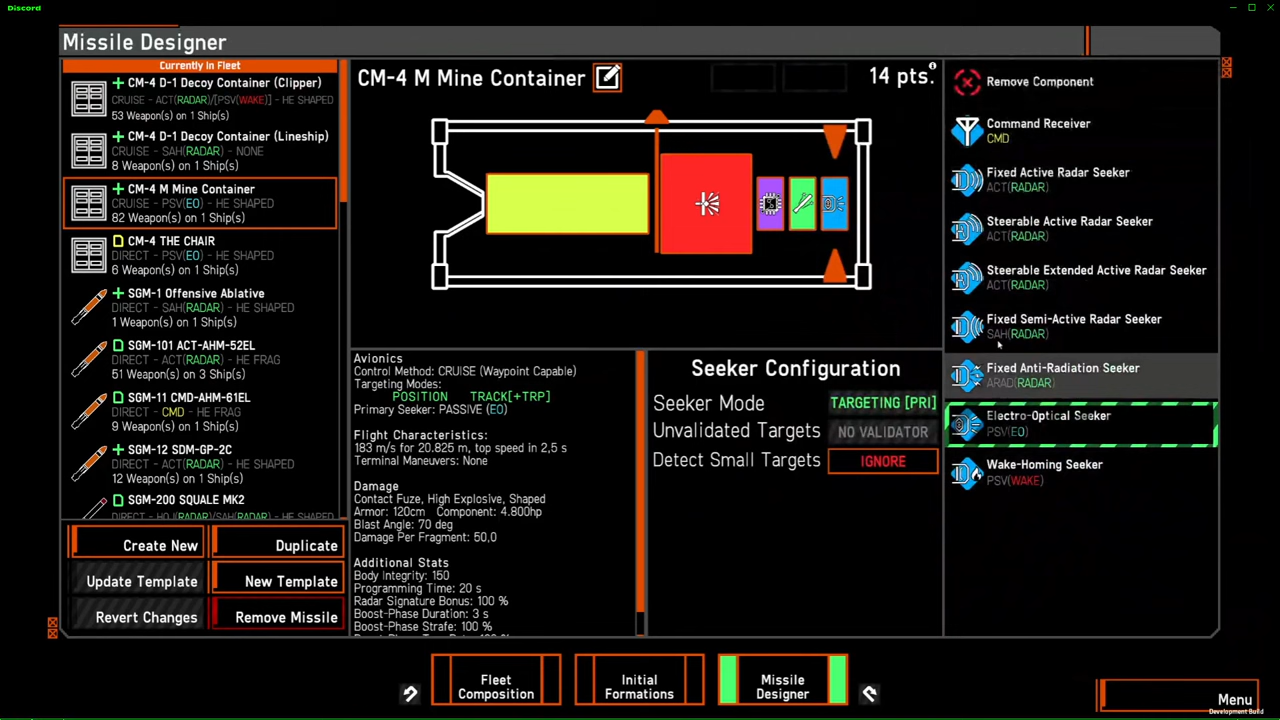 Discord
Missile Designer
Currently In Fleet
CM-4 D-1 Decoy Container (Clipper)
CRUISE - ACT(RADAR)/[PSV(WAKE)] - HE SHAPED
53 Weapon(s) on 1 Ship(s)
CM-4 D-1 Decoy Container (Lineship)
CRUISE - SAH(RADAR) - NONE
8 Weapon(s) on 1 Ship(s)
CM-4 M Mine Container
CRUISE - PSV(EO) - HE SHAPED
82 Weapon(s) on 1 Ship(s)
CM-4 THE CHAIR
DIRECT - PSV(EO) - HE SHAPED
6 Weapon(s) on 1 Ship(s)
SGM-1 Offensive Ablative
DIRECT - SAH(RADAR) - HE SHAPED
1 Weapon(s) on 1 Ship(s)
SGM-101 ACT-AHM-52EL
DIRECT - ACT(RADAR) - HE FRAG
51 Weapon(s) on 3 Ship(s)
SGM-11 CMD-AHM-61EL
DIRECT - CMD - HE FRAG
9 Weapon(s) on 1 Ship(s)
SGM-12 SDM-GP-2C
DIRECT - ACT(RADAR) - HE SHAPED
12 Weapon(s) on 1 Ship(s)
SGM-200 SQUALE MK2
DIRECT - HOJ(RADAR)/SAH(RADAR) - HE SHAPED
Create New
Duplicate
Update Template
New Template
Revert Changes
Remove Missile
CM-4 M Mine Container
14 pts.
Avionics
Control Method: CRUISE (Waypoint Capable)
Targeting Modes:
POSITION TRACK[+TRP]
Primary Seeker: PASSIVE (EO)
Flight Characteristics:
183 m/s for 20.825 m, top speed in 2,5 s
Terminal Maneuvers: None
Damage
Contact Fuze, High Explosive, Shaped
Armor: 120cm Component: 4.800hp
Blast Angle: 70 deg
Damage Per Fragment: 50,0
Additional Stats
Body Integrity: 150
Programming Time: 20 s
Radar Signature Bonus: 100 %
Boost-Phase Duration: 3 s
Boost-Phase Strafe: 100 %
Seeker Configuration
Seeker Mode TARGETING [PRI]
Unvalidated Targets NO VALIDATOR
Detect Small Targets IGNORE
Remove Component
Command Receiver
CMD
Fixed Active Radar Seeker
ACT(RADAR)
Steerable Active Radar Seeker
ACT(RADAR)
Steerable Extended Active Radar Seeker
ACT(RADAR)
Fixed Semi-Active Radar Seeker
SAH(RADAR)
Fixed Anti-Radiation Seeker
ARAD(RADAR)
Electro-Optical Seeker
PSV(EO)
Wake-Homing Seeker
PSV(WAKE)
Fleet Composition
Initial Formations
Missile Designer
Menu
Development Build